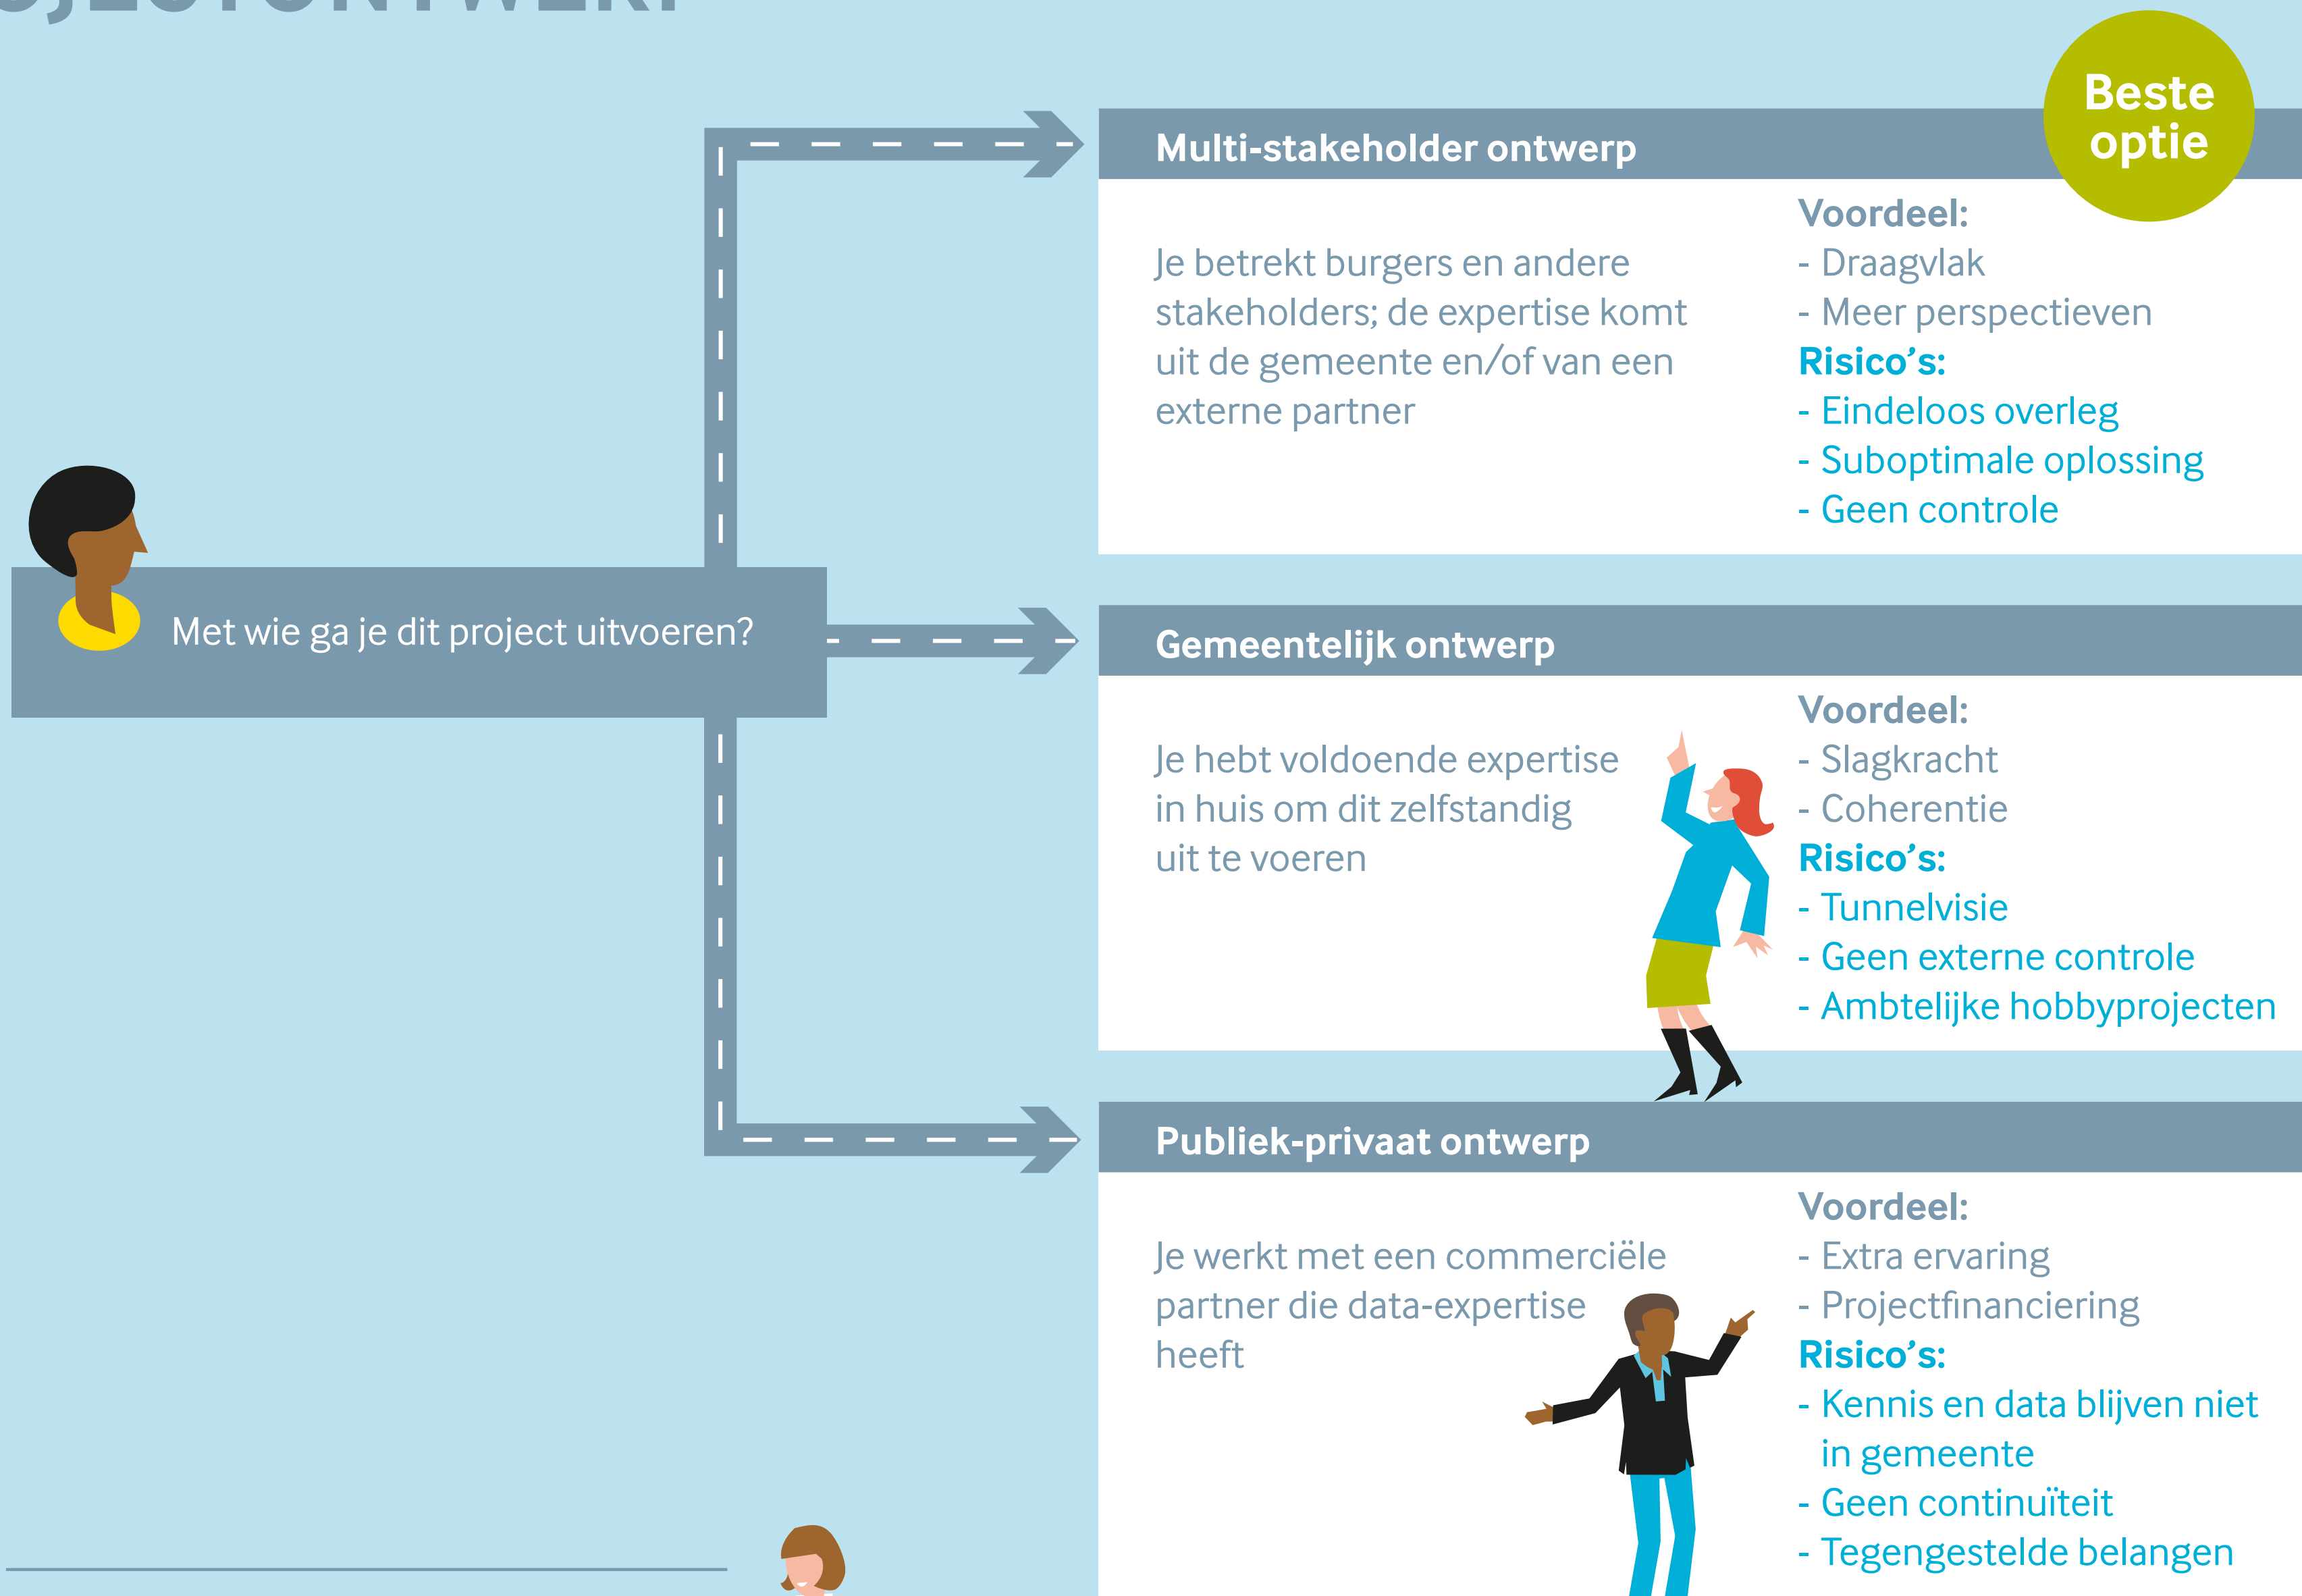 Met wie ga je dit project uitvoeren?
Beste
optie
Multi-stakeholder ontwerp
Je betrekt burgers en andere
stakeholders; de expertise komt
uit de gemeente en/of van een
externe partner
Voordeel:
- Draagvlak
- Meer perspectieven
Risico's:
- Eindeloos overleg
- Suboptimale oplossing
- Geen controle
Gemeentelijk ontwerp
Je hebt voldoende expertise
in huis om dit zelfstandig
uit te voeren
Voordeel:
- Slagkracht
- Coherentie
Risico's:
- Tunnelvisie
- Geen externe controle
- Ambtelijke hobbyprojecten
Publiek-privaat ontwerp
Je werkt met een commerciële
partner die data-expertise
heeft
Voordeel:
- Extra ervaring
- Projectfinanciering
Risico's:
- Kennis en data blijven niet
in gemeente
- Geen continuïteit
- Tegengestelde belangen